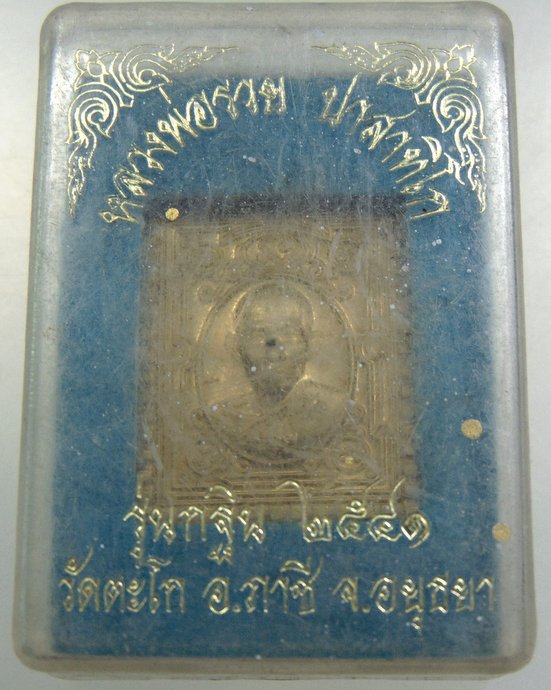 หลวงพ่อรวย ปาสาทิโก
รุ่นกฐิน ๒๕๔๑
วัดตะโก อ.ภาชี จ.อยุธยา